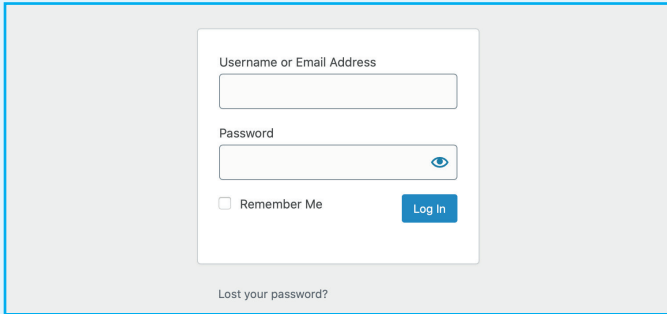 Username or Email Address
Password
Remember Me
Log In
Lost your password?